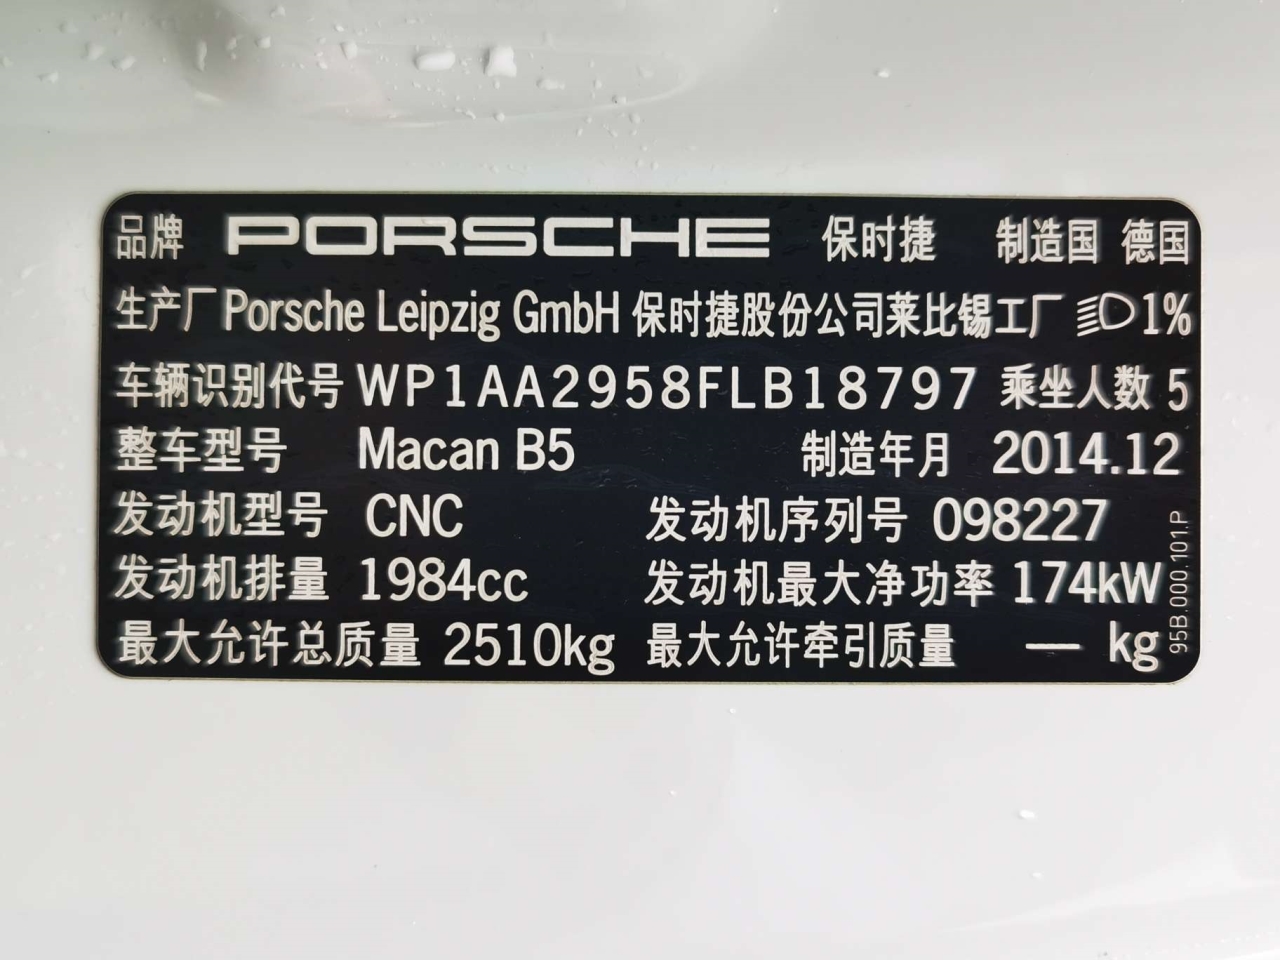 品牌 PORSCHE 保时捷 制造国 德国
生产厂 Porsche Leipzig GmbH 保时捷股份公司莱比锡工厂 1%
车辆识别代号 WP1AA2958FLB18797 乘坐人数 5
整车型号 Macan B5 制造年月 2014.12
发动机型号 CNC 发动机序列号 098227
发动机排量 1984cc 发动机最大净功率 174kW
最大允许总质量 2510kg 最大允许牵引质量 — kg
95B.000.101.P